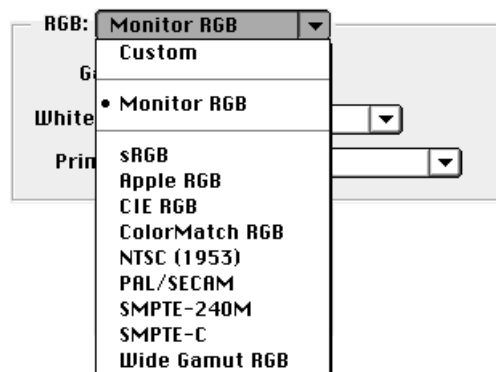 RGB: Monitor RGB
Custom
Ga
• Monitor RGB
White
sRGB
Prim
Apple RGB
CIE RGB
ColorMatch RGB
NTSC (1953)
PAL/SECAM
SMPTE-240M
SMPTE-C
Wide Gamut RGB